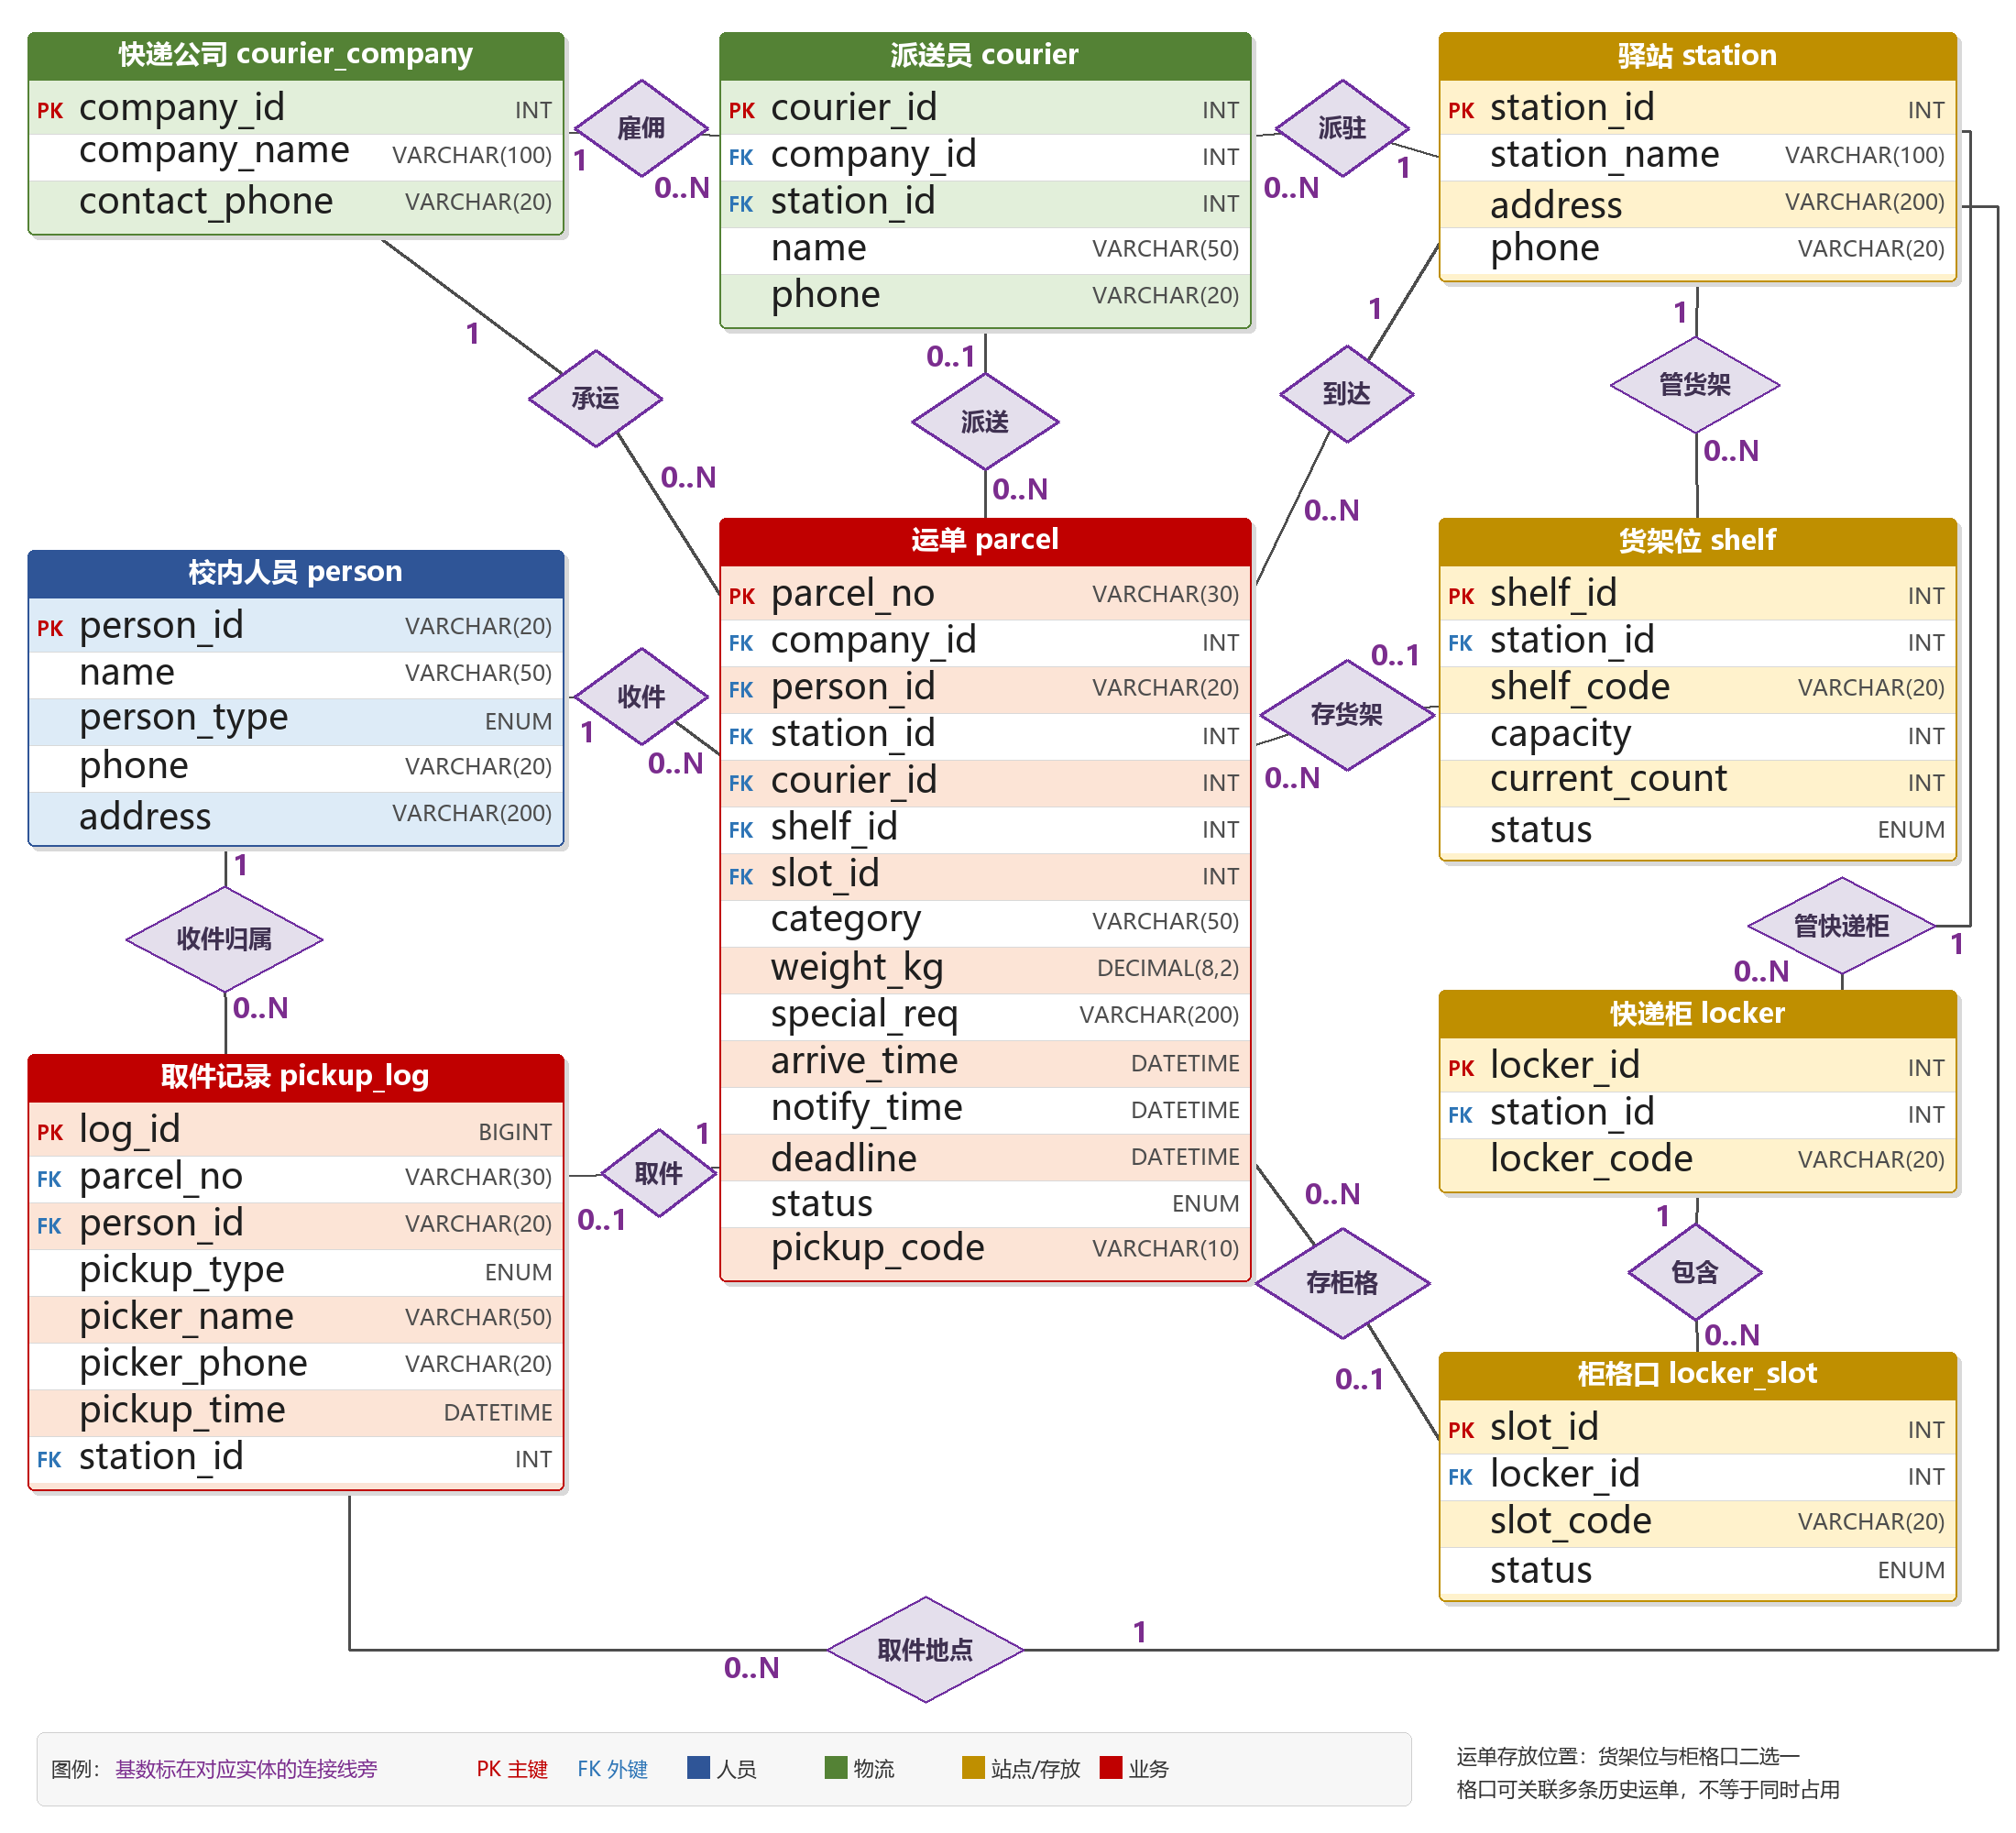 快递公司 courier_company
PK company_id INT
company_name VARCHAR(100)
contact_phone VARCHAR(20)
雇佣
1
0..N
派送员 courier
PK courier_id INT
FK company_id INT
FK station_id INT
name VARCHAR(50)
phone VARCHAR(20)
派驻
0..N
1
驿站 station
PK station_id INT
station_name VARCHAR(100)
address VARCHAR(200)
phone VARCHAR(20)
1
承运
0..N
0..1
派送
0..N
1
到达
0..N
1
管货架
0..N
校内人员 person
PK person_id VARCHAR(20)
name VARCHAR(50)
person_type ENUM
phone VARCHAR(20)
address VARCHAR(200)
收件
1
0..N
运单 parcel
PK parcel_no VARCHAR(30)
FK company_id INT
FK person_id VARCHAR(20)
FK station_id INT
FK courier_id INT
FK shelf_id INT
FK slot_id INT
category VARCHAR(50)
weight_kg DECIMAL(8,2)
special_req VARCHAR(200)
arrive_time DATETIME
notify_time DATETIME
deadline DATETIME
status ENUM
pickup_code VARCHAR(10)
0..1
存货架
0..N
货架位 shelf
PK shelf_id INT
FK station_id INT
shelf_code VARCHAR(20)
capacity INT
current_count INT
status ENUM
1
收件归属
0..N
管快递柜
1
0..N
快递柜 locker
PK locker_id INT
FK station_id INT
locker_code VARCHAR(20)
取件记录 pickup_log
PK log_id BIGINT
FK parcel_no VARCHAR(30)
FK person_id VARCHAR(20)
pickup_type ENUM
picker_name VARCHAR(50)
picker_phone VARCHAR(20)
pickup_time DATETIME
FK station_id INT
1
取件
0..1
0..N
存柜格
0..1
1
包含
0..N
柜格口 locker_slot
PK slot_id INT
FK locker_id INT
slot_code VARCHAR(20)
status ENUM
1
取件地点
0..N
图例： 基数标在对应实体的连接线旁 PK 主键 FK 外键 人员 物流 站点/存放 业务
运单存放位置：货架位与柜格口二选一
格口可关联多条历史运单，不等于同时占用